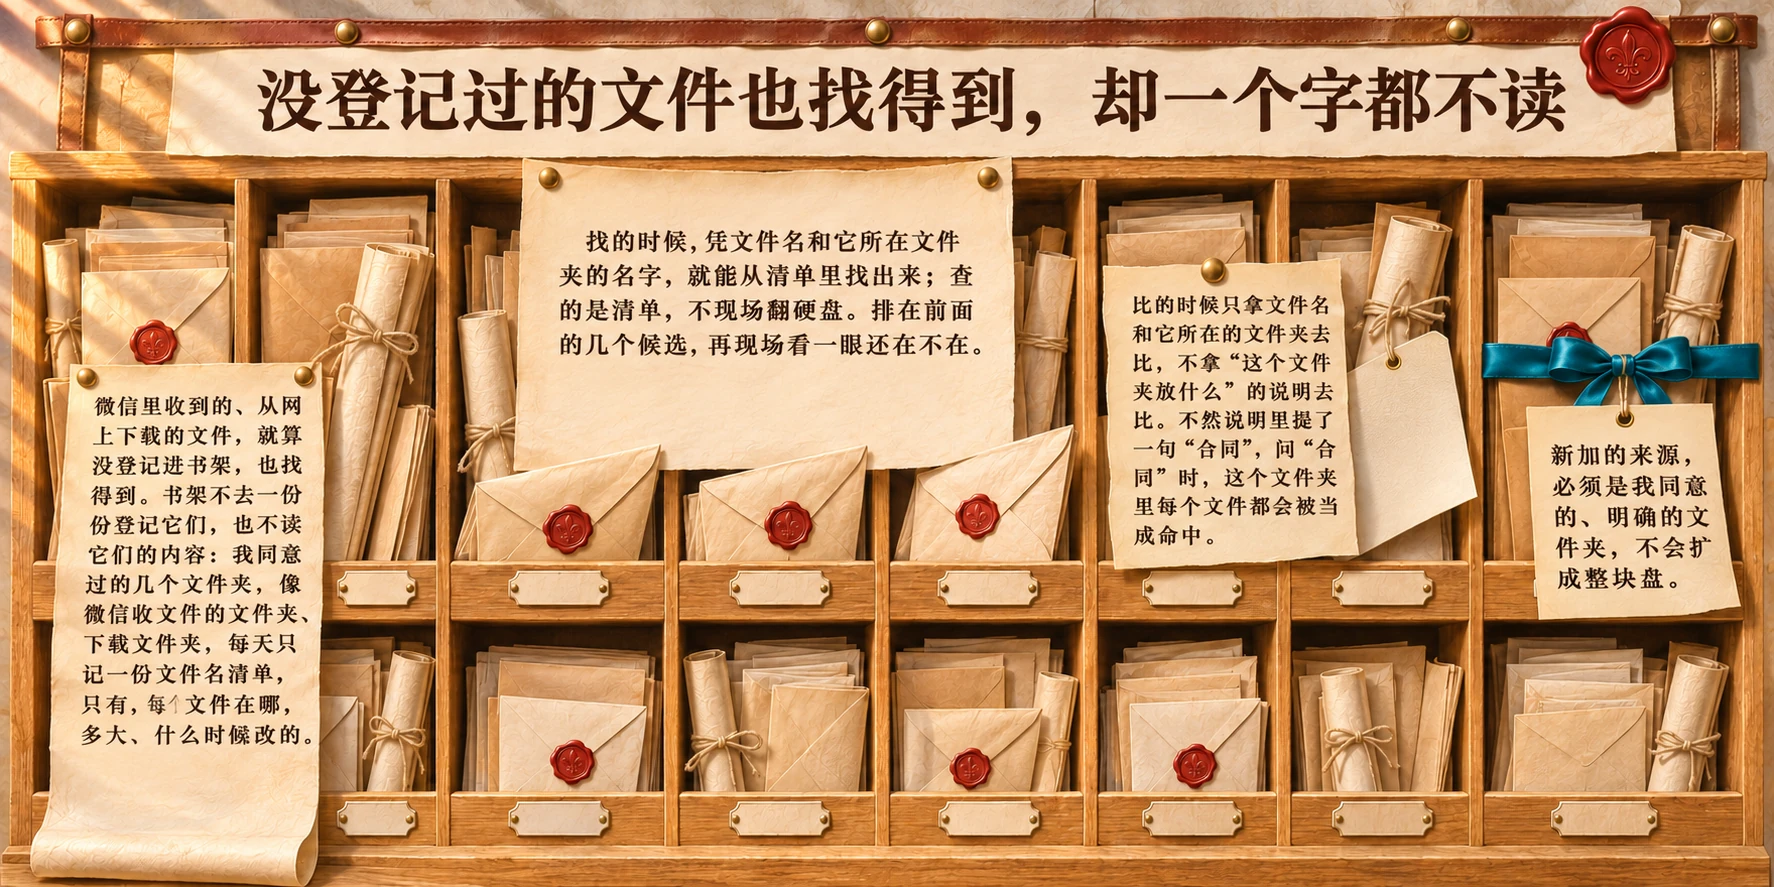 没登记过的文件也找得到，却一个字都不读
微信里收到的、从网
上下载的文件，就算
没登记进书架，也找
得到。书架不去一份
份登记它们，也不读
它们的内容：我同意
过的几个文件夹，像
微信收文件的文件夹、
下载文件夹，每天只
记一份文件名清单，
只有，每个文件在哪，
多大、什么时候改的。
找的时候，凭文件名和它所在文件
夹的名字，就能从清单里找出来；查
的是清单，不现场翻硬盘。排在前面
的几个候选，再现场看一眼还在不在。
比的时候只拿文件名
和它所在的文件夹去
比，不拿“这个文件
夹放什么”的说明去
比。不然说明里提了
一句“合同”，问“合
同”时，这个文件夹
里每个文件都会被当
成命中。
新加的来源，
必须是我同意
的、明确的文
件夹，不会扩
成整块盘。